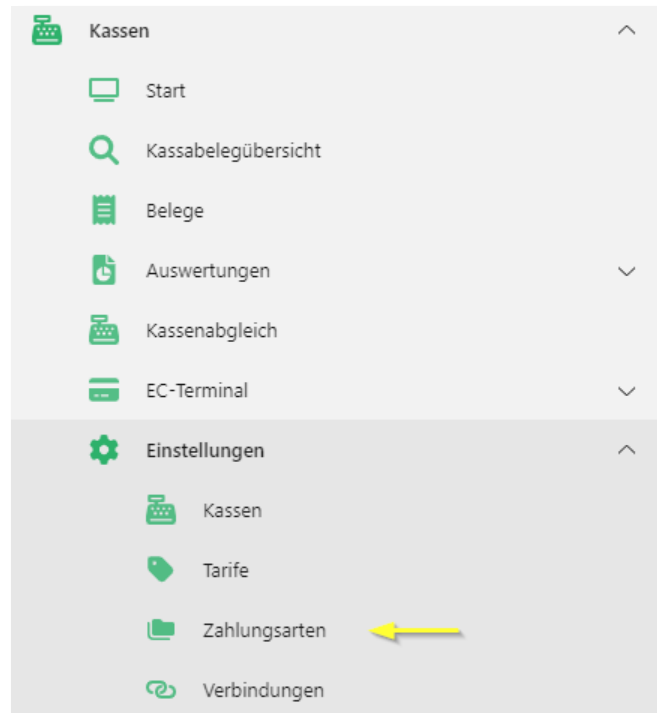 Kassen
Start
Kassabelegübersicht
Belege
Auswertungen
Kassenabgleich
EC-Terminal
Einstellungen
Kassen
Tarife
Zahlungsarten
Verbindungen